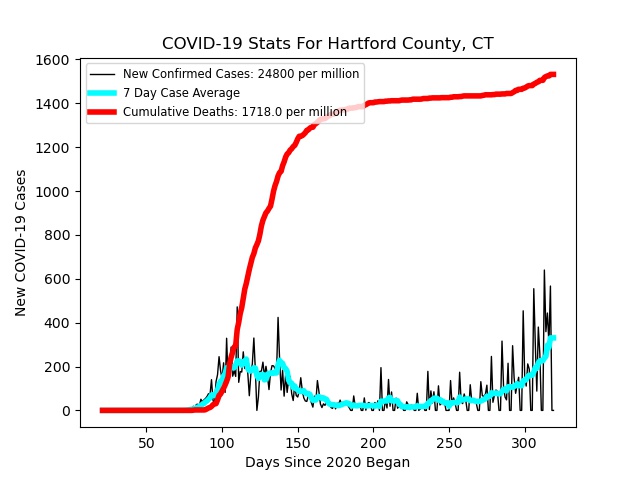 COVID-19 Stats For Hartford County, CT
New Confirmed Cases: 24800 per million
7 Day Case Average
Cumulative Deaths: 1718.0 per million
New COVID-19 Cases
1600
1400
1200
1000
800
600
400
200
0
50 100 150 200 250 300
Days Since 2020 Began